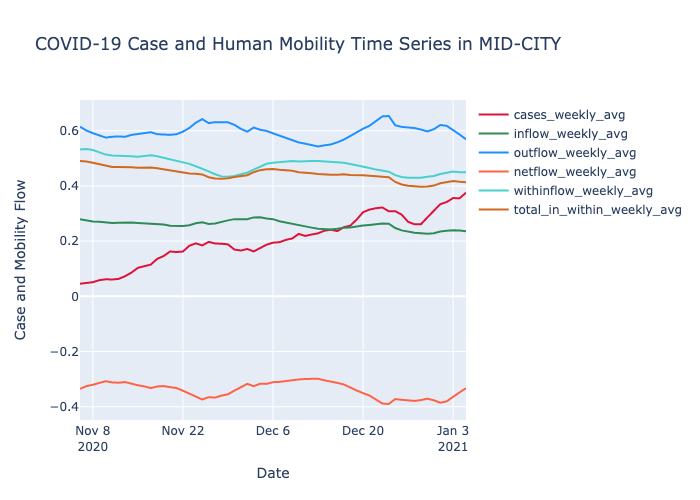 COVID-19 Case and Human Mobility Time Series in MID-CITY
cases_weekly_avg
inflow_weekly_avg
outflow_weekly_avg
netflow_weekly_avg
withinflow_weekly_avg
total_in_within_weekly_avg
Case and Mobility Flow
0.6
0.4
0.2
0
−0.2
−0.4
Nov 8
2020
Nov 22
Dec 6
Dec 20
Jan 3
2021
Date